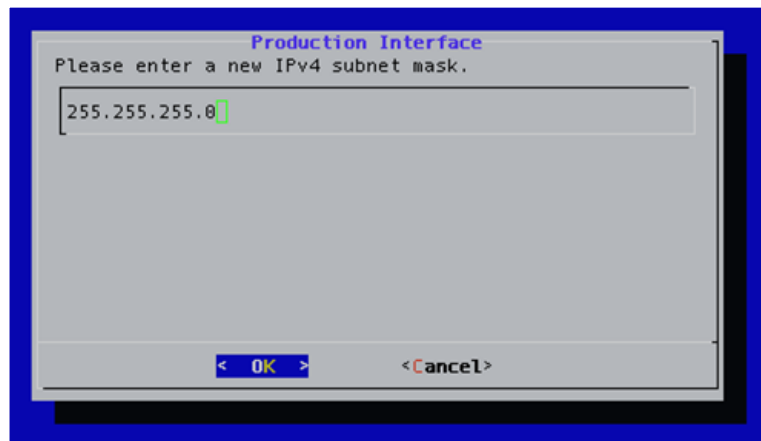 Production Interface
Please enter a new IPv4 subnet mask.
255.255.255.0
< OK > <Cancel>